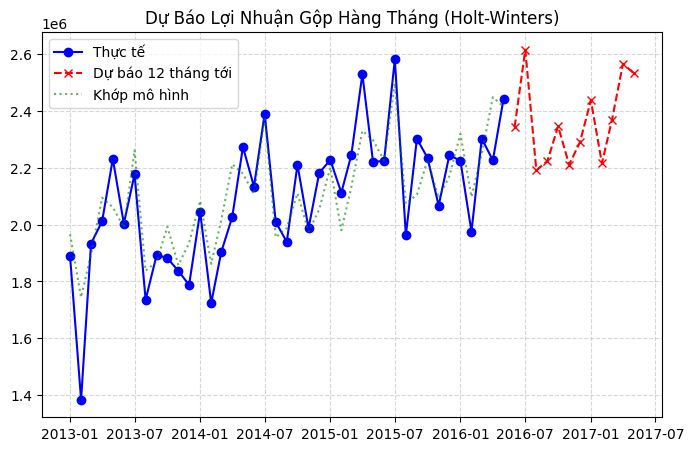 Dự Báo Lợi Nhuận Gộp Hàng Tháng (Holt-Winters)
1e6
Thực tế
Dự báo 12 tháng tới
Khớp mô hình
2.6
2.4
2.2
2.0
1.8
1.6
1.4
2013-01 2013-07 2014-01 2014-07 2015-01 2015-07 2016-01 2016-07 2017-01 2017-07